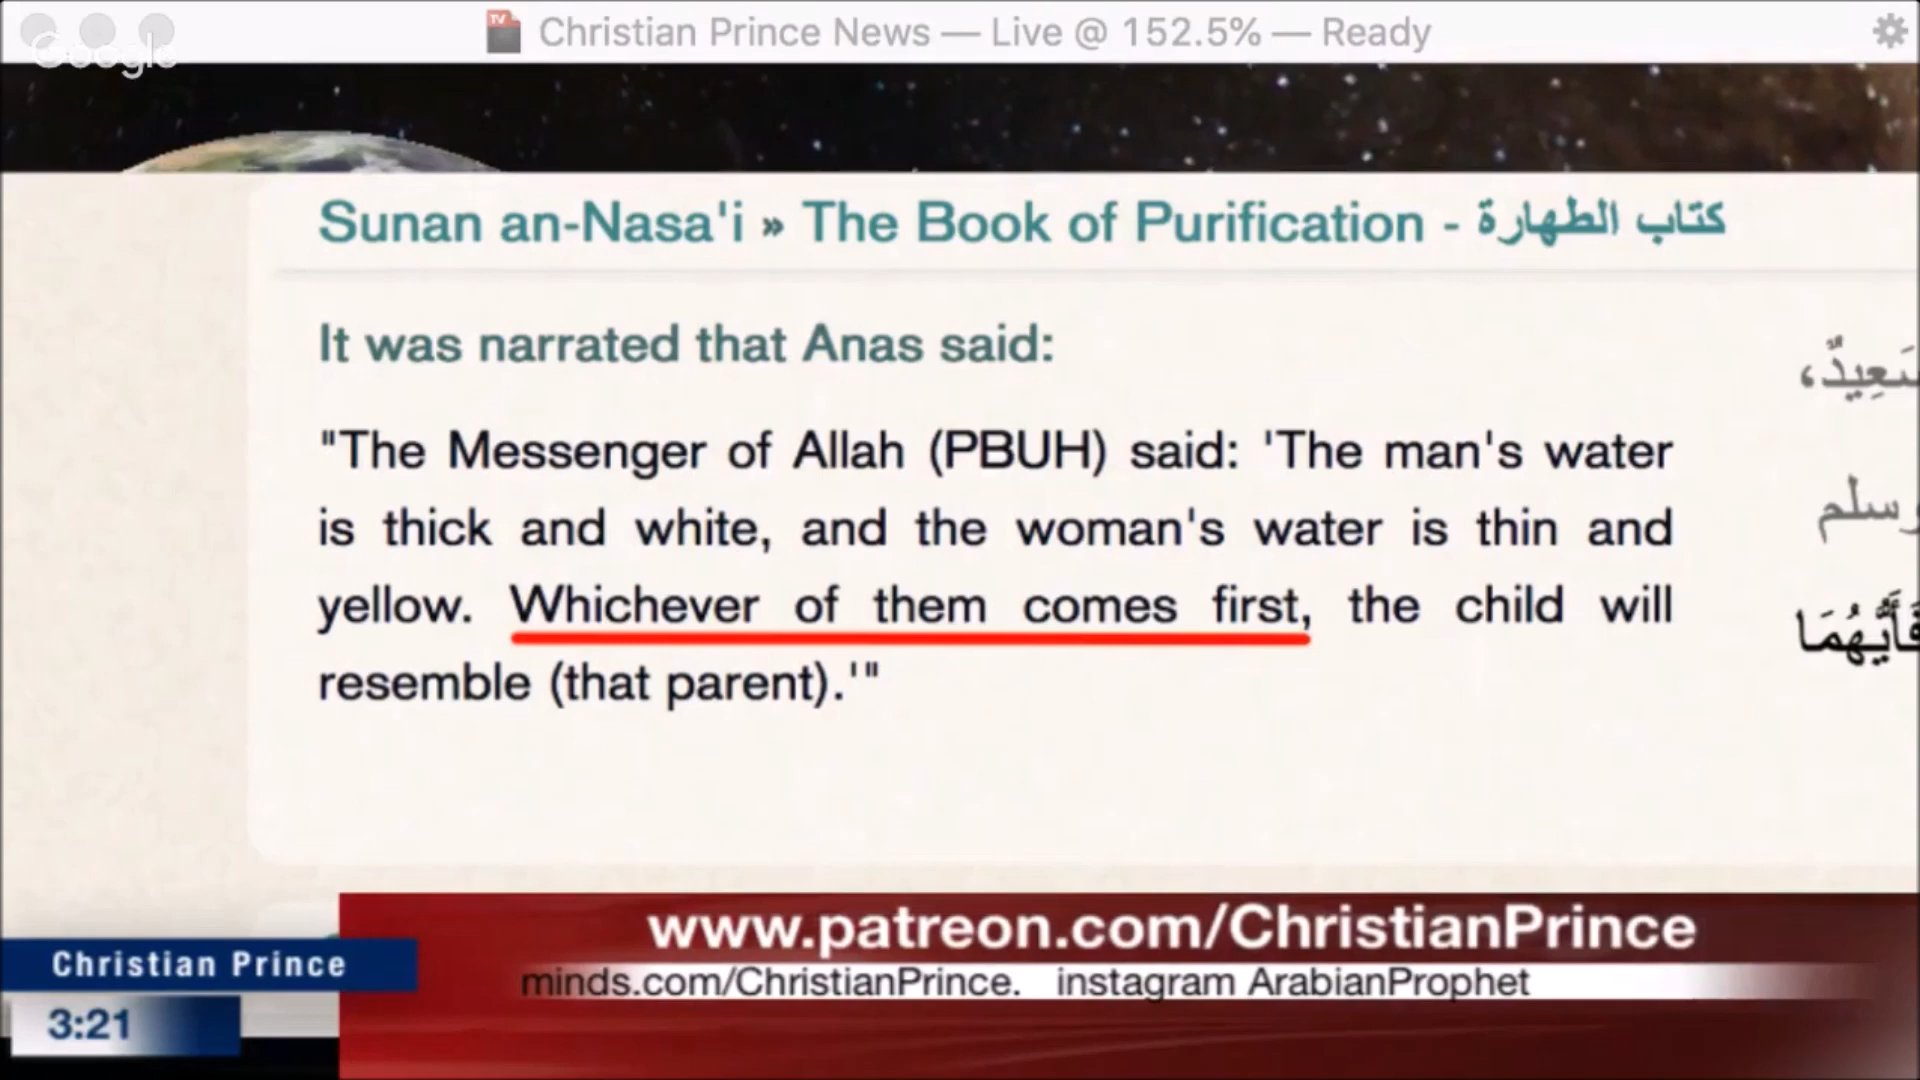 Christian Prince News — Live @ 152.5% — Ready
Google
Sunan an-Nasa'i » The Book of Purification - كتاب الطهارة
It was narrated that Anas said:
"The Messenger of Allah (PBUH) said: 'The man's water
is thick and white, and the woman's water is thin and
yellow. Whichever of them comes first, the child will
resemble (that parent).'"
فَأَيُّهُمَا
www.patreon.com/ChristianPrince
minds.com/ChristianPrince. instagram ArabianProphet
Christian Prince
3:21